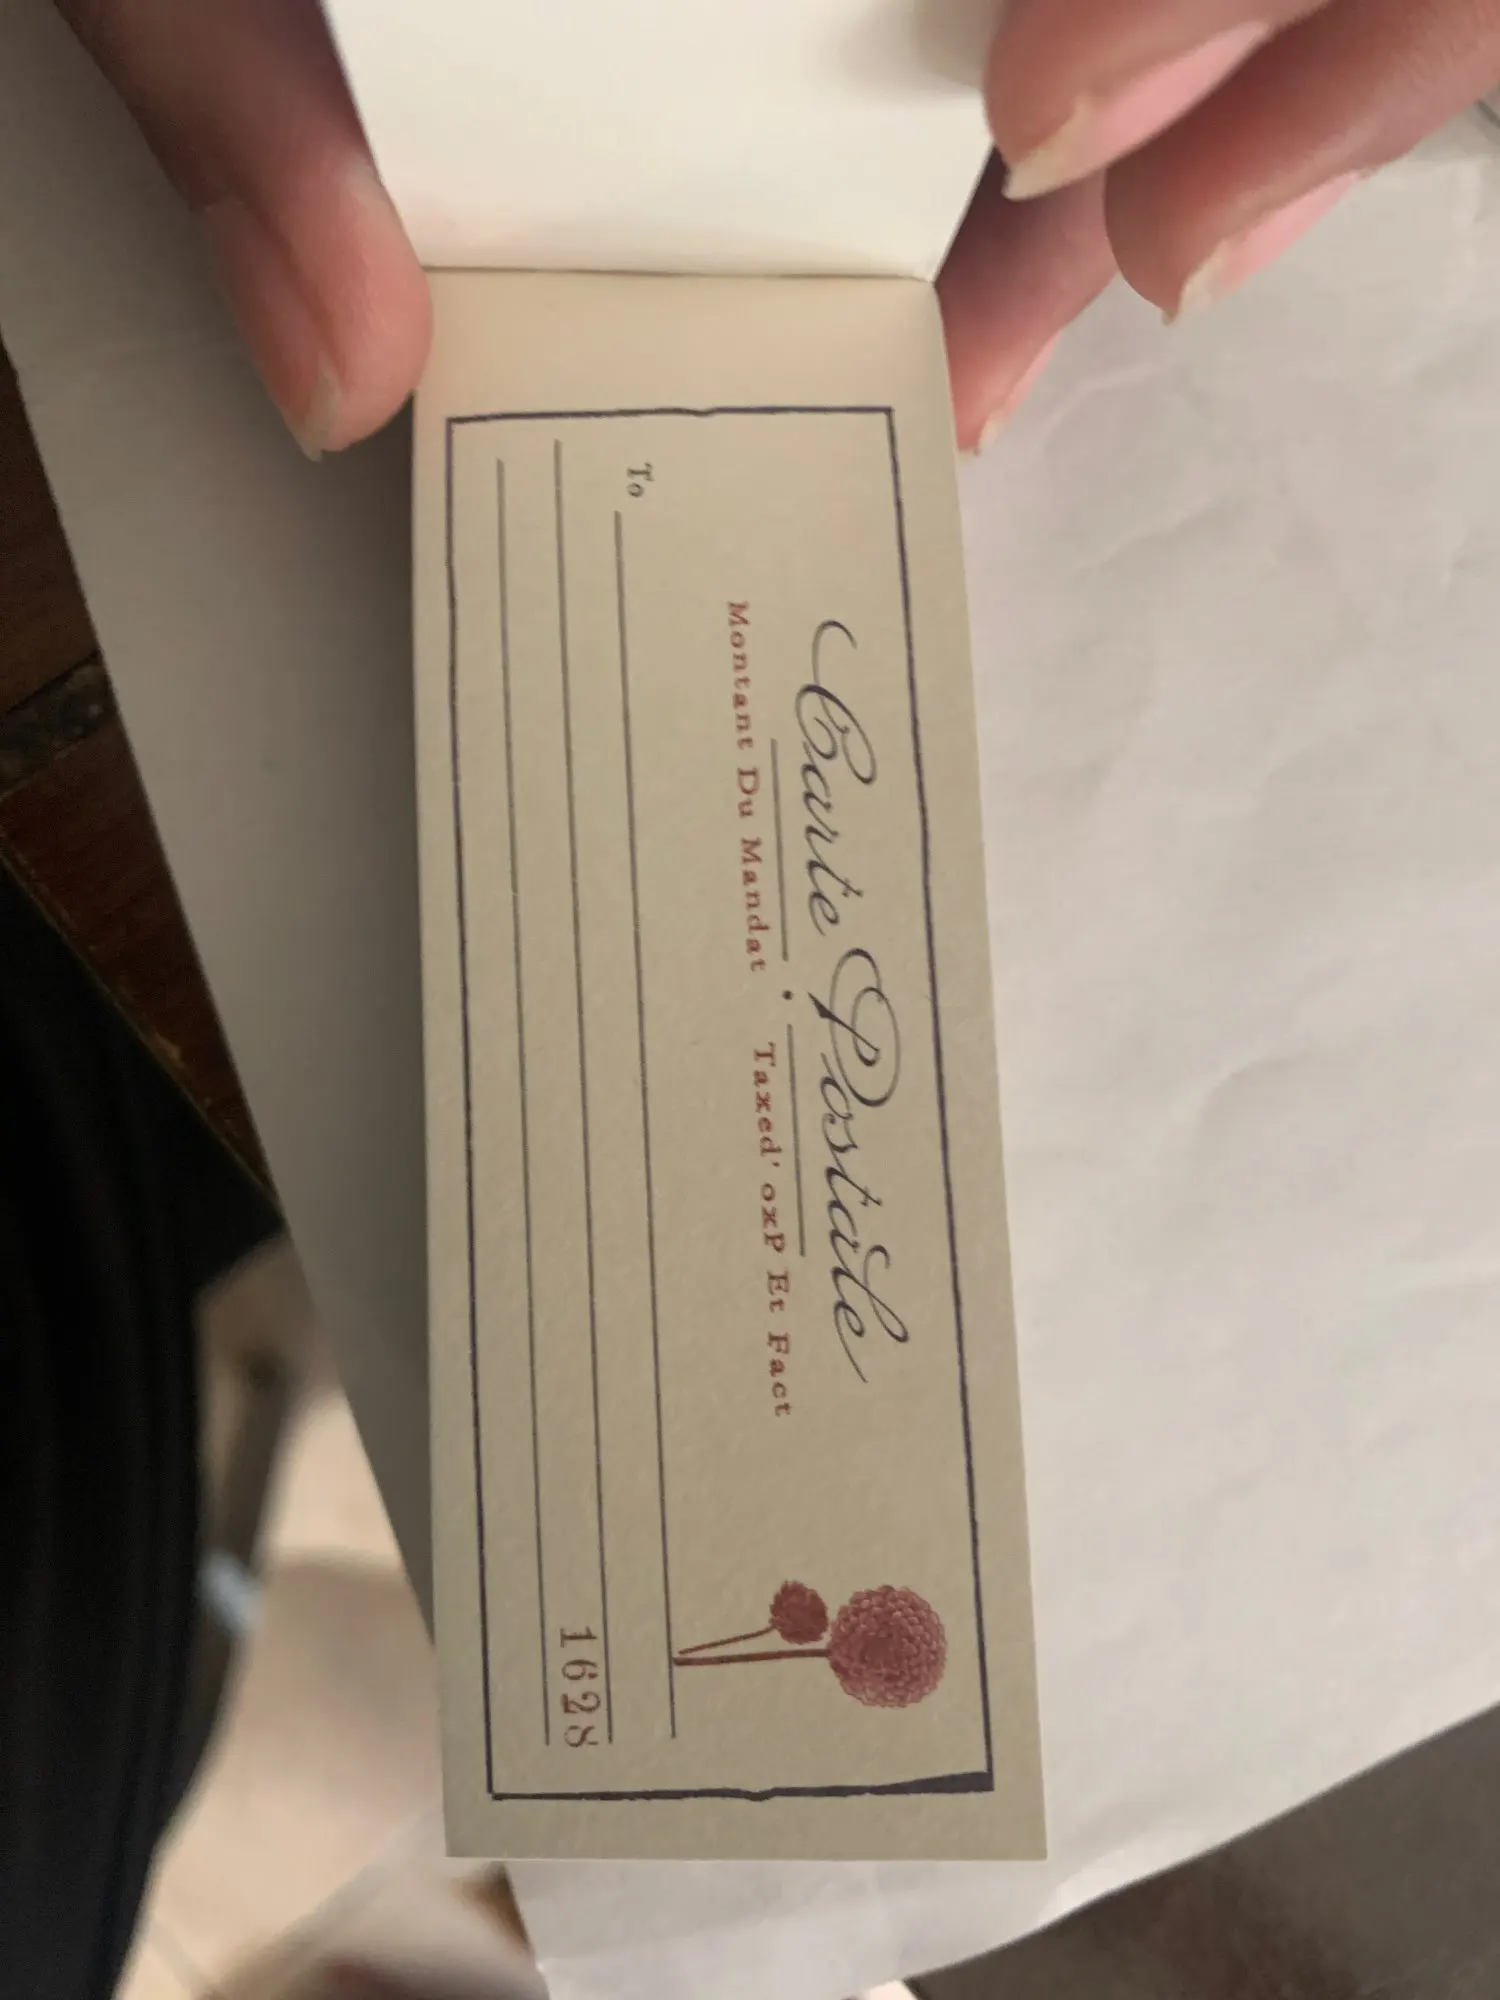 Carte Postale
Montant Du Mandat Taxed' oxP Et Fact
To
1628